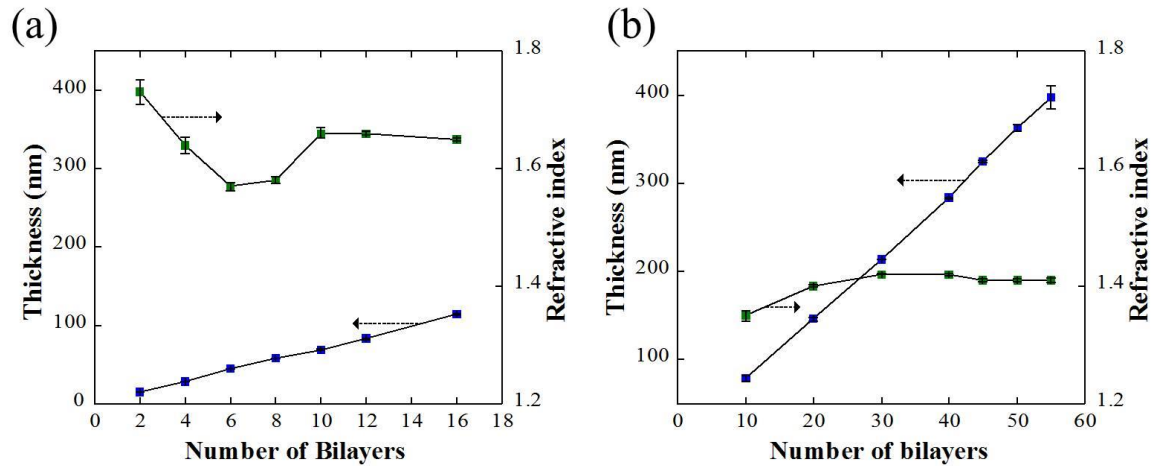 (a)
Thickness (nm)
400
300
200
100
0
1.8
1.6
1.4
1.2
Refractive index
0 2 4 6 8 10 12 14 16 18
Number of Bilayers
(b)
Thickness (nm)
400
300
200
100
1.8
1.6
1.4
1.2
Refractive index
0 10 20 30 40 50 60
Number of bilayers